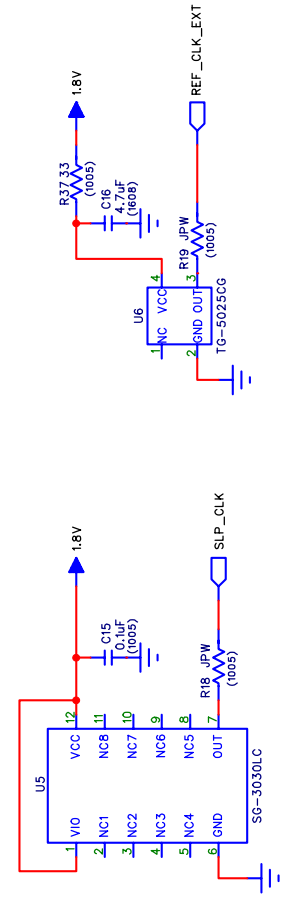 1.8V
R37 33
(1005)
C16
4.7uF
(1608)
REF_CLK_EXT
R19 JPW
(1005)
U6
4 VCC
3 OUT
1 NC
2 GND
TG-5025CG
1.8V
C15
0.1uF
(1005)
SLP_CLK
R18 JPW
(1005)
U5
12 VCC
11 NC8
10 NC7
9 NC6
8 NC5
7 OUT
1 VIO
2 NC1
3 NC2
4 NC3
5 NC4
6 GND
SG-3030LC